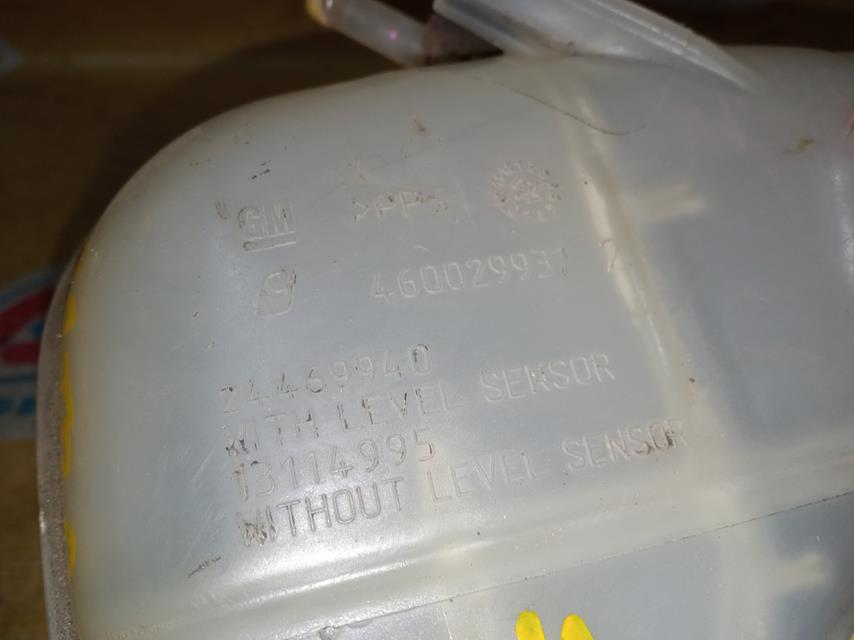 GM >PP<
460029937 2
24469940
WITH LEVEL SENSOR
13114995
WITHOUT LEVEL SENSOR